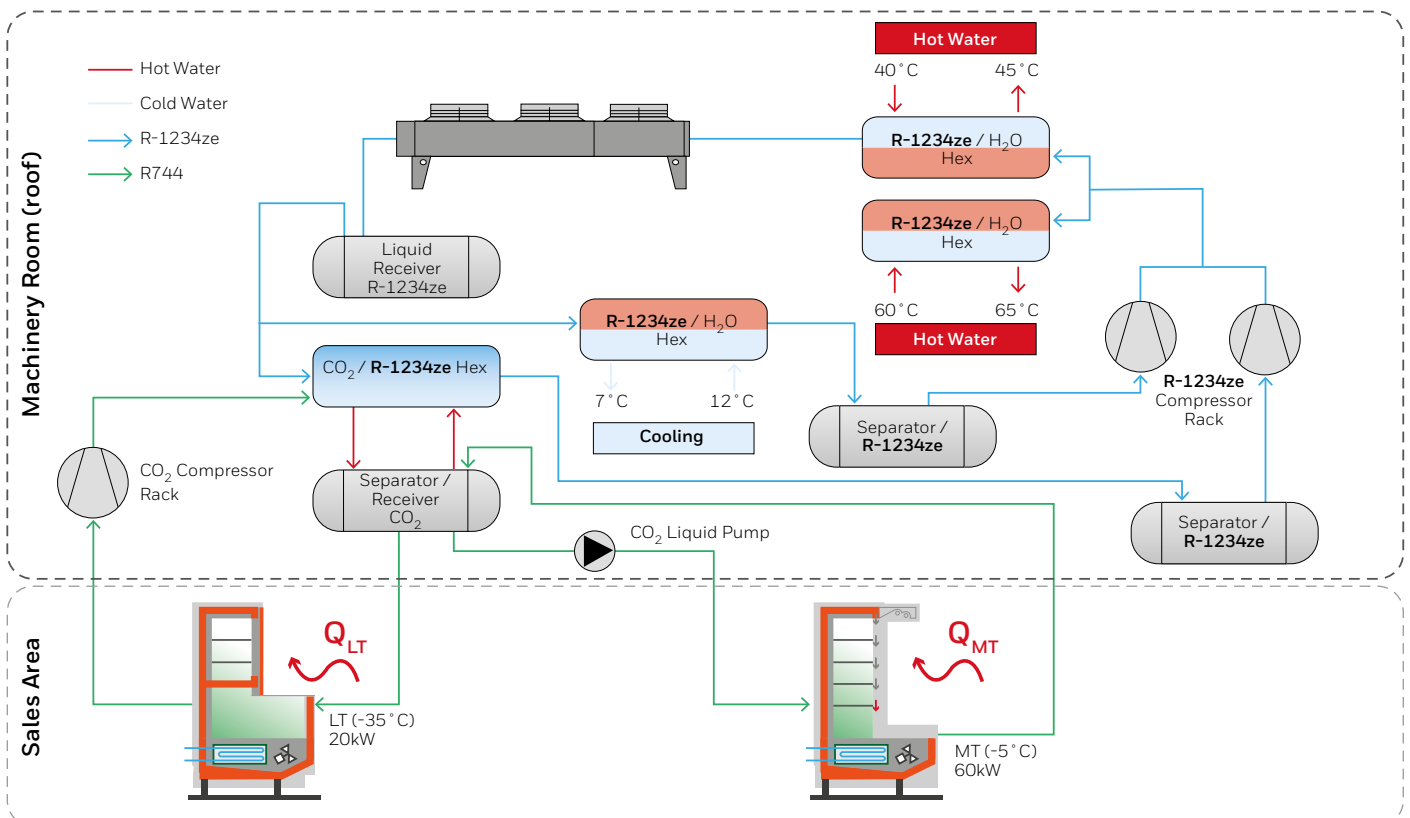 Machinery Room (roof)
Hot Water
Cold Water
R-1234ze
R744
Hot Water
40°C
45°C
R-1234ze / H₂O
Hex
R-1234ze / H₂O
Hex
60°C
65°C
Hot Water
Liquid
Receiver
R-1234ze
R-1234ze / H₂O
Hex
7°C
12°C
Cooling
CO₂ / R-1234ze Hex
R-1234ze
Compressor
Rack
Separator /
R-1234ze
CO₂ Compressor
Rack
Separator /
Receiver
CO₂
CO₂ Liquid Pump
Separator /
R-1234ze
Sales Area
Q_LT
LT (-35°C)
20kW
Q_MT
MT (-5°C)
60kW